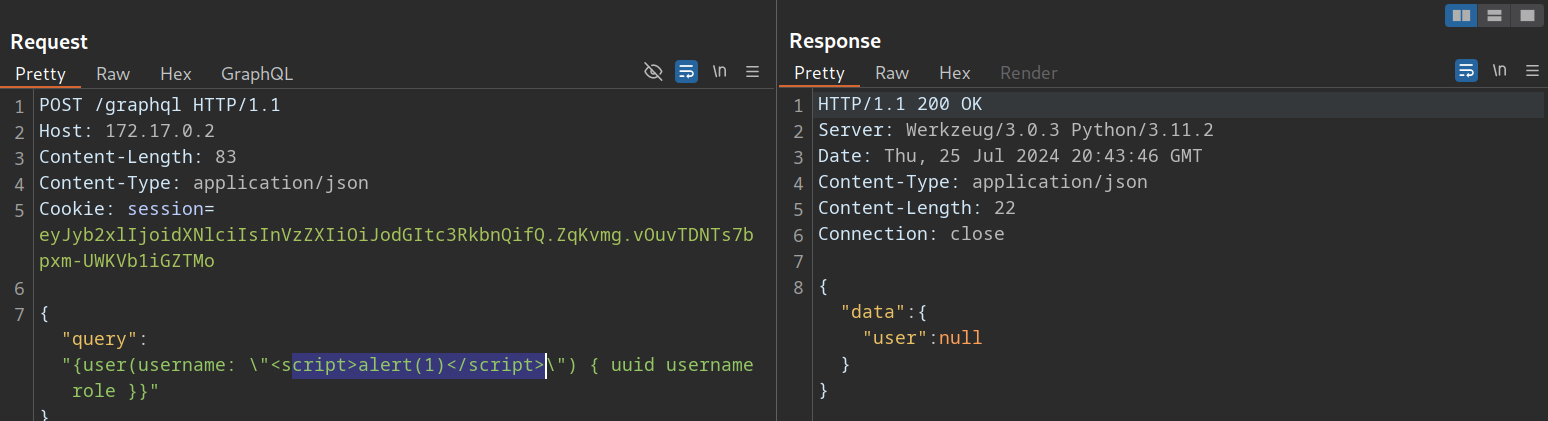 Request
Pretty Raw Hex GraphQL \n
1 POST /graphql HTTP/1.1
2 Host: 172.17.0.2
3 Content-Length: 83
4 Content-Type: application/json
5 Cookie: session=
eyJyb2xlIjoidXNlciIsInVzZXIiOiJodGItc3RkbnQifQ.ZqKvmg.vOuvTDNTs7b
pxm-UWKVb1iGZTMo
6
7 {
"query":
"{user(username: \"<script>alert(1)</script>\") { uuid username
role }}"
}
Response
Pretty Raw Hex Render \n
1 HTTP/1.1 200 OK
2 Server: Werkzeug/3.0.3 Python/3.11.2
3 Date: Thu, 25 Jul 2024 20:43:46 GMT
4 Content-Type: application/json
5 Content-Length: 22
6 Connection: close
7
8 {
"data":{
"user":null
}
}